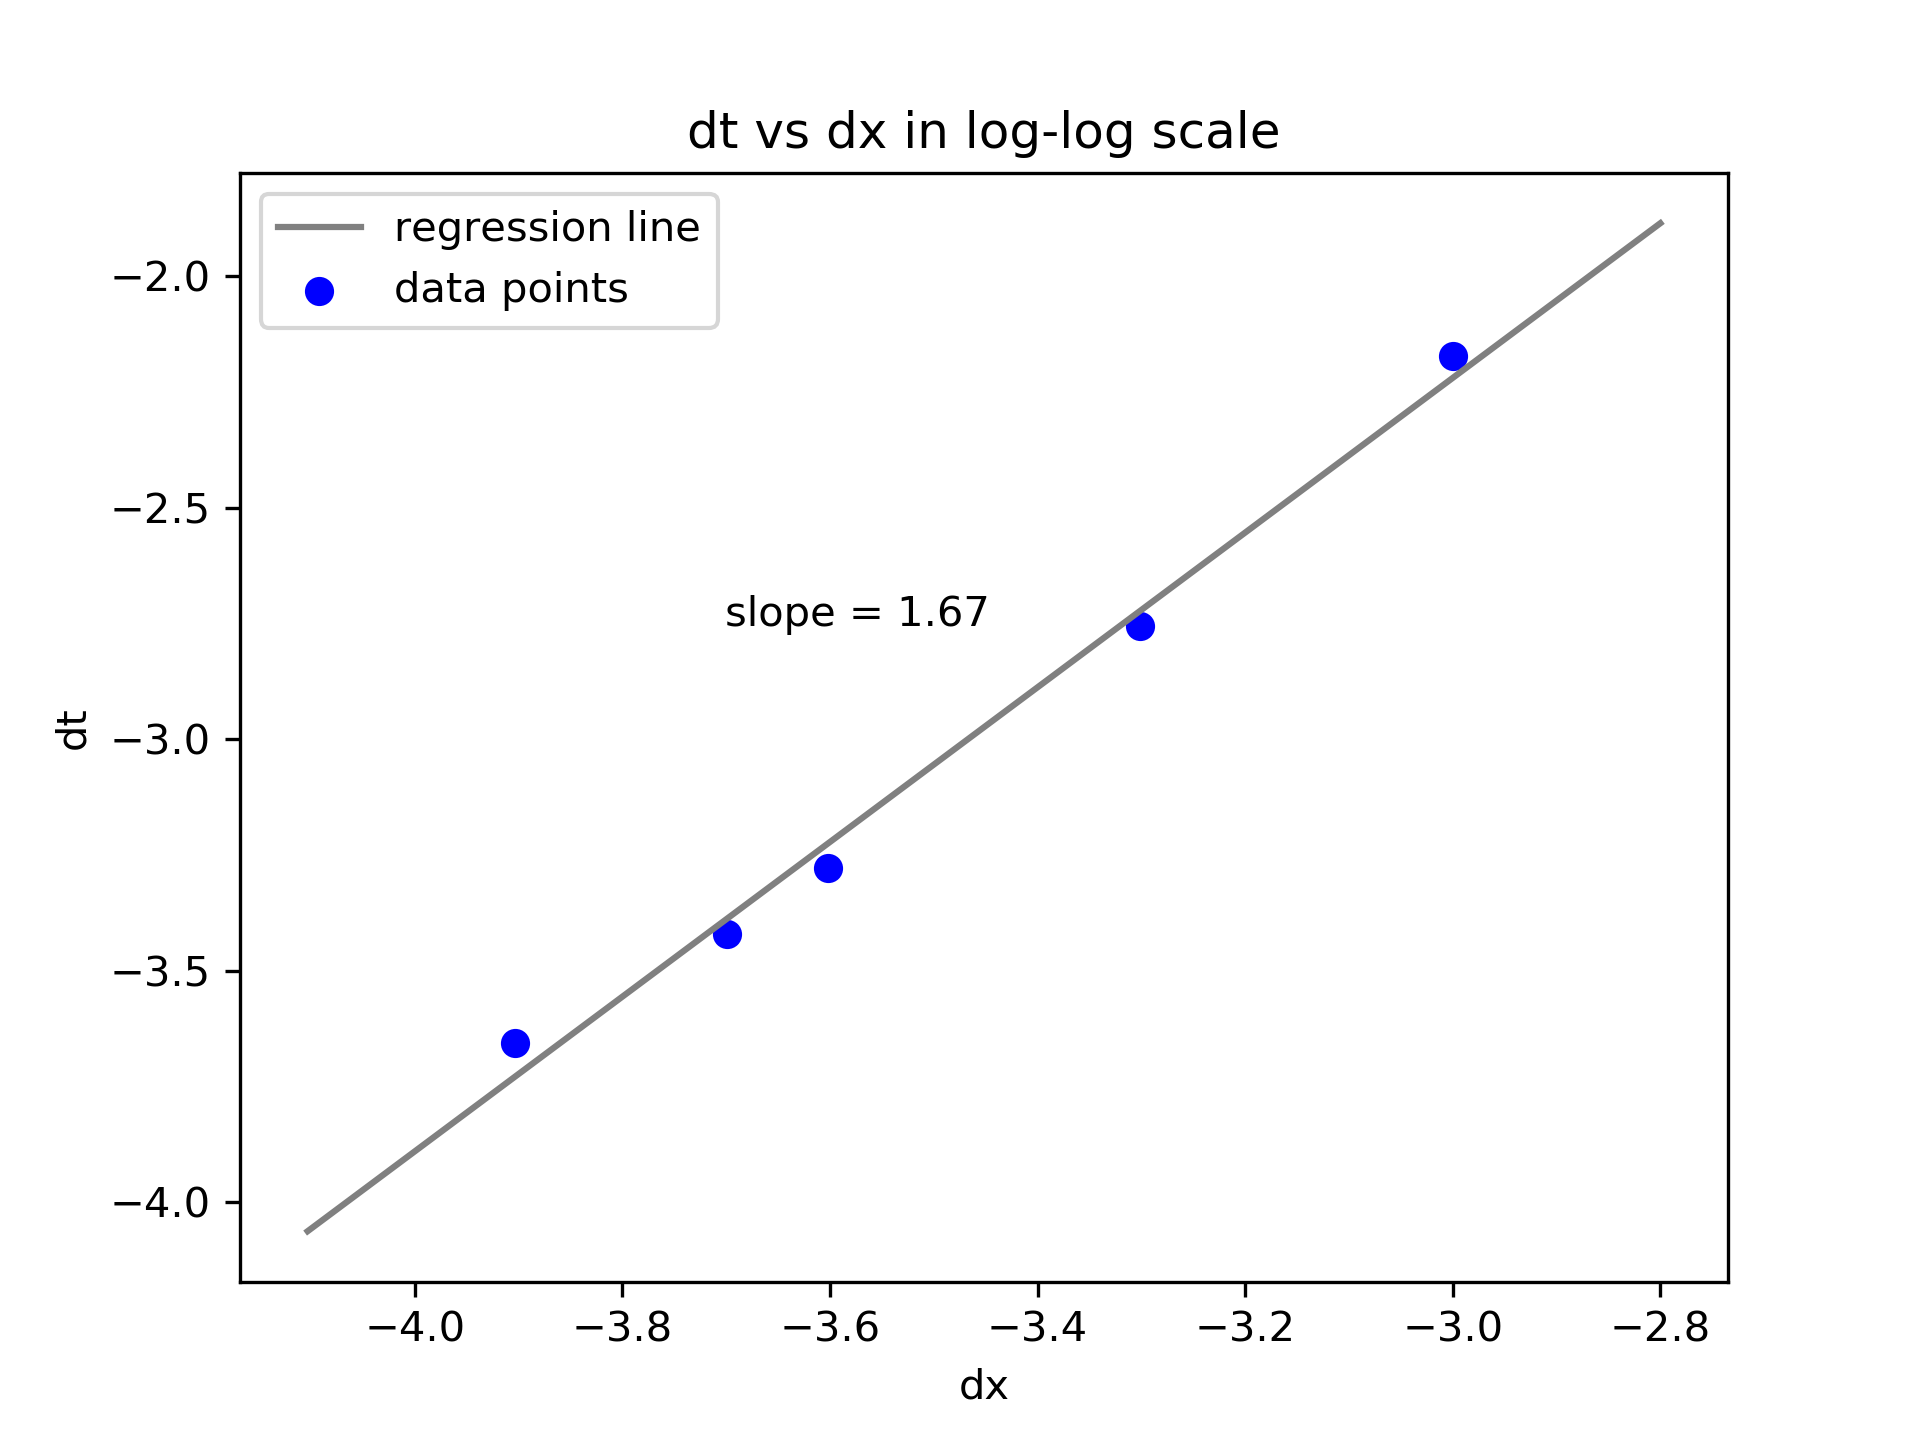 dt vs dx in log-log scale
regression line
data points
−2.0
−2.5
slope = 1.67
dt
−3.0
−3.5
−4.0
−4.0 −3.8 −3.6 −3.4 −3.2 −3.0 −2.8
dx